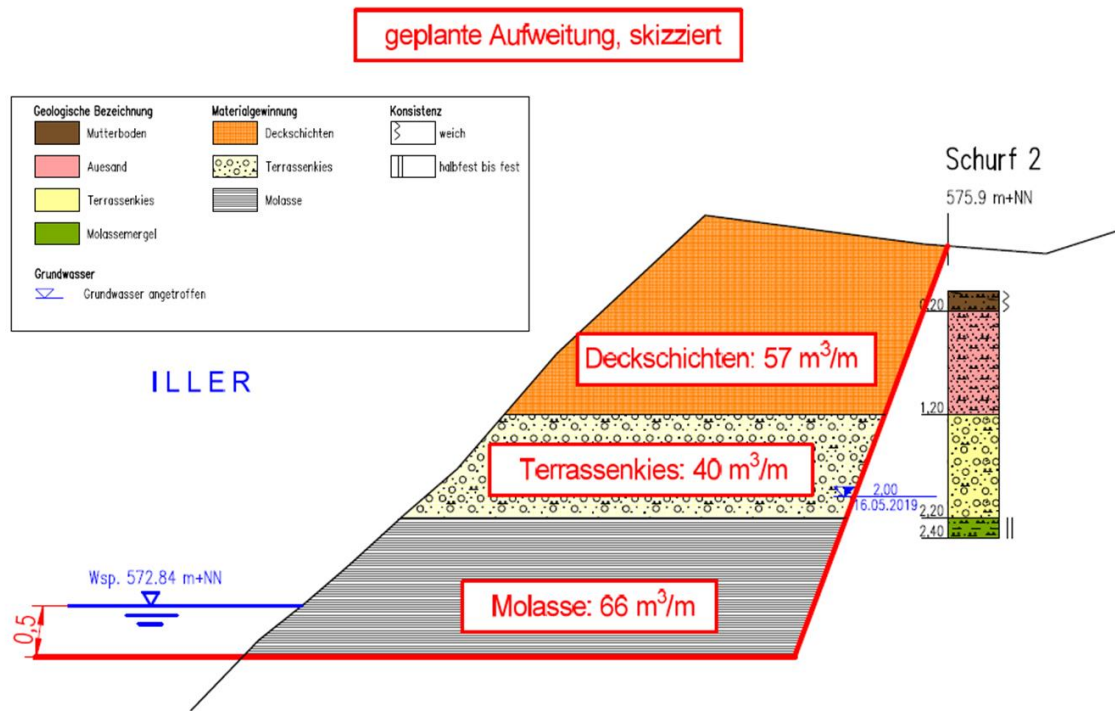 geplante Aufweitung, skizziert
Geologische Bezeichnung
Materialgewinnung
Konsistenz
Mutterboden
Deckschichten
weich
Auesand
Terrassenkies
halbfest bis fest
Terrassenkies
Molasse
Molassemergel
Grundwasser
Grundwasser angetroffen
Schurf 2
575.9 m+NN
0,20
Deckschichten: 57 m³/m
ILLER
1,20
Terrassenkies: 40 m³/m
2,00
16.05.2019
2,20
2,40
Wsp. 572.84 m+NN
Molasse: 66 m³/m
0,5